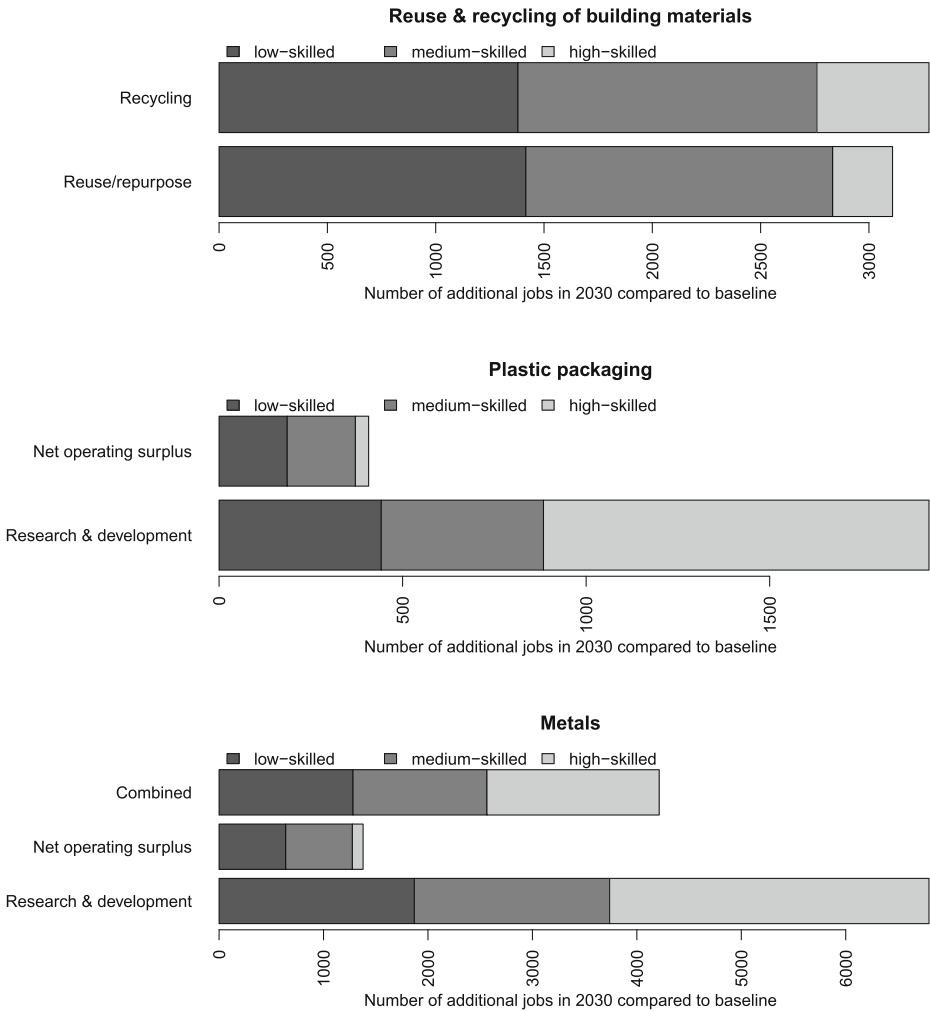 Reuse & recycling of building materials
low−skilled medium−skilled high−skilled
Recycling
Reuse/repurpose
0 500 1000 1500 2000 2500 3000
Number of additional jobs in 2030 compared to baseline
Plastic packaging
low−skilled medium−skilled high−skilled
Net operating surplus
Research & development
0 500 1000 1500
Number of additional jobs in 2030 compared to baseline
Metals
low−skilled medium−skilled high−skilled
Combined
Net operating surplus
Research & development
0 1000 2000 3000 4000 5000 6000
Number of additional jobs in 2030 compared to baseline